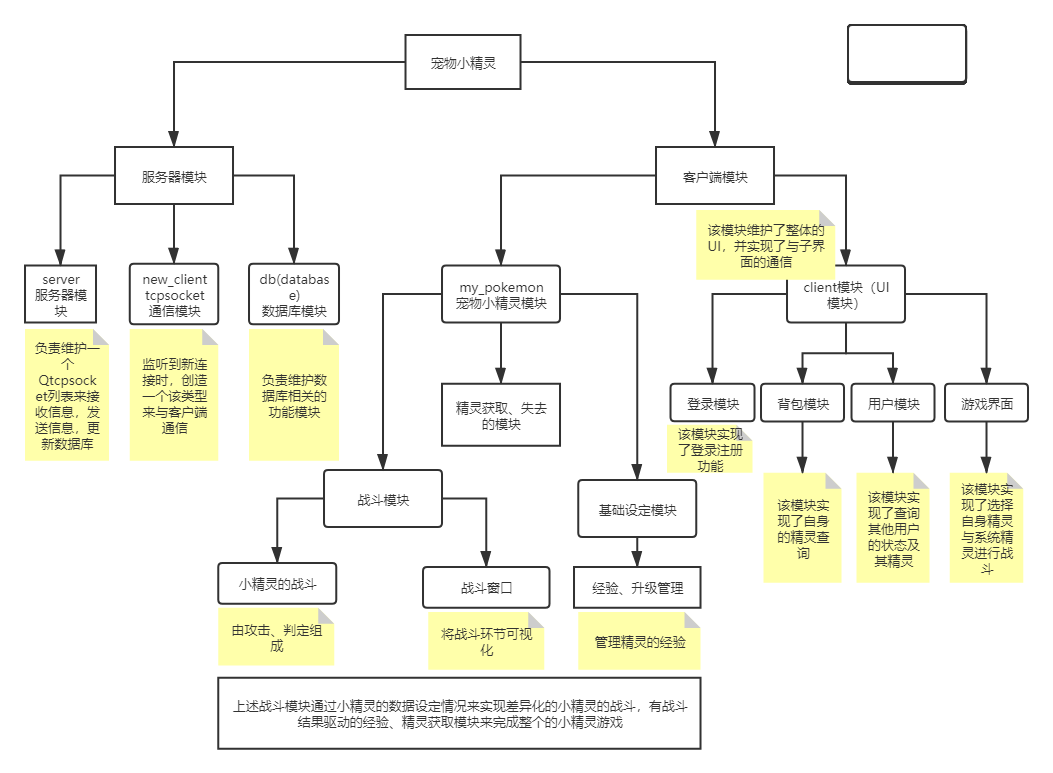 宠物小精灵
服务器模块
客户端模块
该模块维护了整体的
UI，并实现了与子界
面的通信
server
服务器模
块
new_client
tcpsocket
通信模块
db(databas
e)
数据库模块
my_pokemon
宠物小精灵模块
client模块（UI
模块）
负责维护一
个
Qtcpsock
et列表来接
收信息，发
送信息，更
新数据库
监听到新连
接时，创造
一个该类型
来与客户端
通信
负责维护数
据库相关的
功能模块
精灵获取、失去
的模块
登录模块
背包模块
用户模块
游戏界面
该模块实现
了登录注册
功能
战斗模块
基础设定模块
该模块实
现了自身
的精灵查
询
该模块实
现了查询
其他用户
的状态及
其精灵
该模块实
现了选择
自身精灵
与系统精
灵进行战
斗
小精灵的战斗
战斗窗口
经验、升级管理
由攻击、判定组
成
将战斗环节可视
化
管理精灵的经验
上述战斗模块通过小精灵的数据设定情况来实现差异化的小精灵的战斗，有战斗
结果驱动的经验、精灵获取模块来完成整个的小精灵游戏